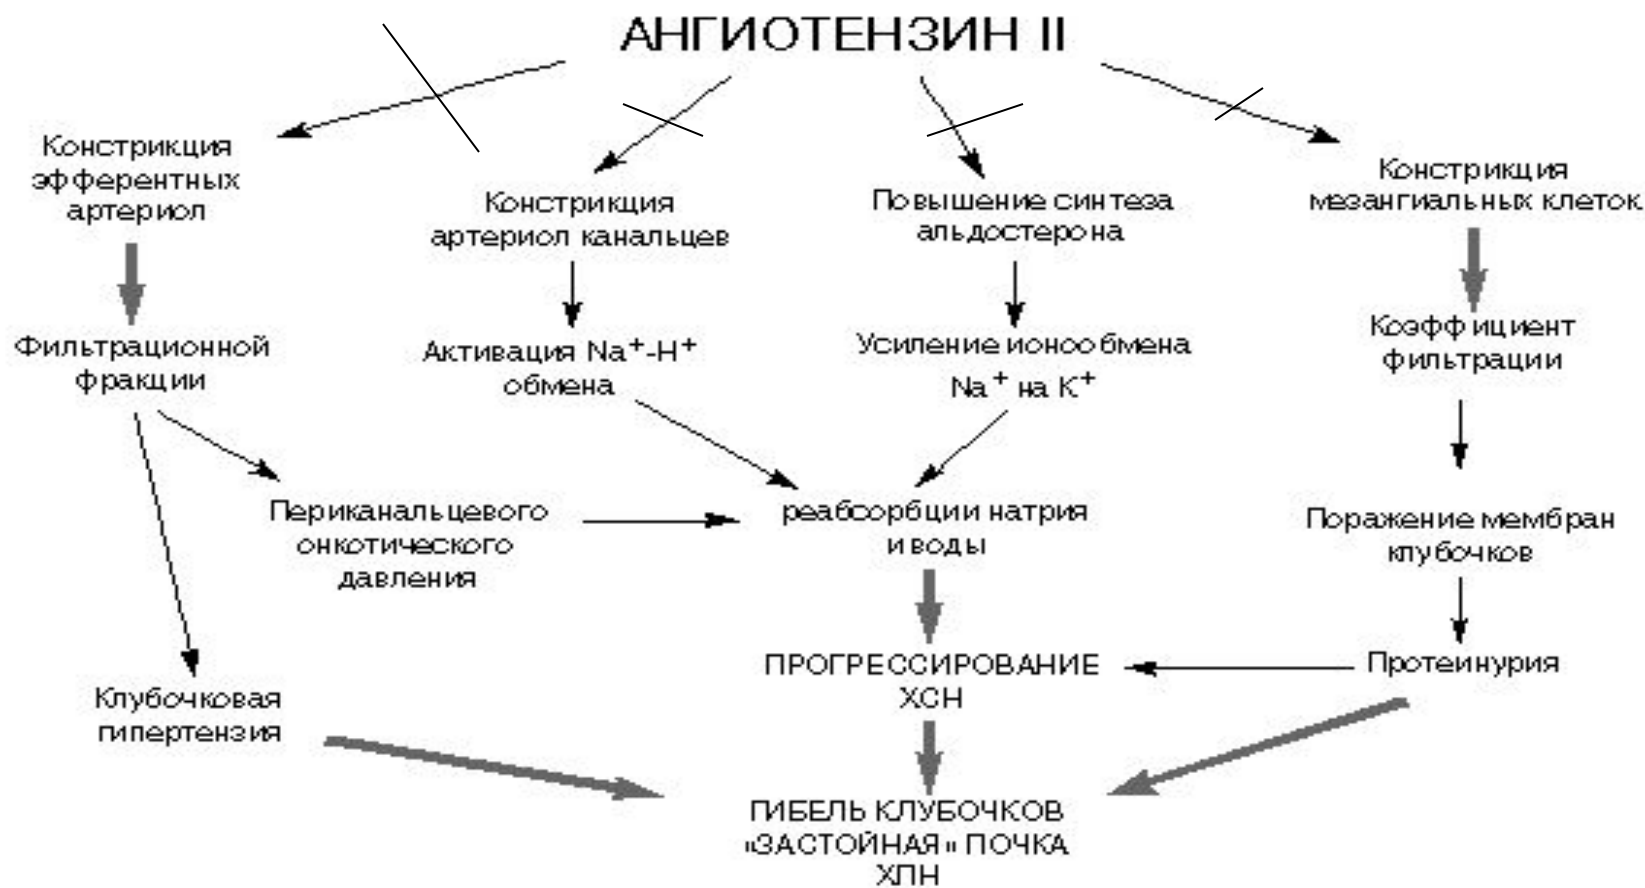 АНГИОТЕНЗИН II
Констрикция
эфферентных
артериол
Констрикция
артериол канальцев
Повышение синтеза
альдостерона
Констрикция
мезангиальных клеток
Фильтрационной
фракции
Активация Na⁺-H⁺
обмена
Усиление ионообмена
Na⁺ на K⁺
Коэффициент
фильтрации
Периканальцевого
онкотического
давления
реабсорбции натрия
и воды
Поражение мембран
клубочков
Клубочковая
гипертензия
ПРОГРЕССИРОВАНИЕ
ХСН
Протеинурия
ГИБЕЛЬ КЛУБОЧКОВ
«ЗАСТОЙНАЯ» ПОЧКА
ХПН